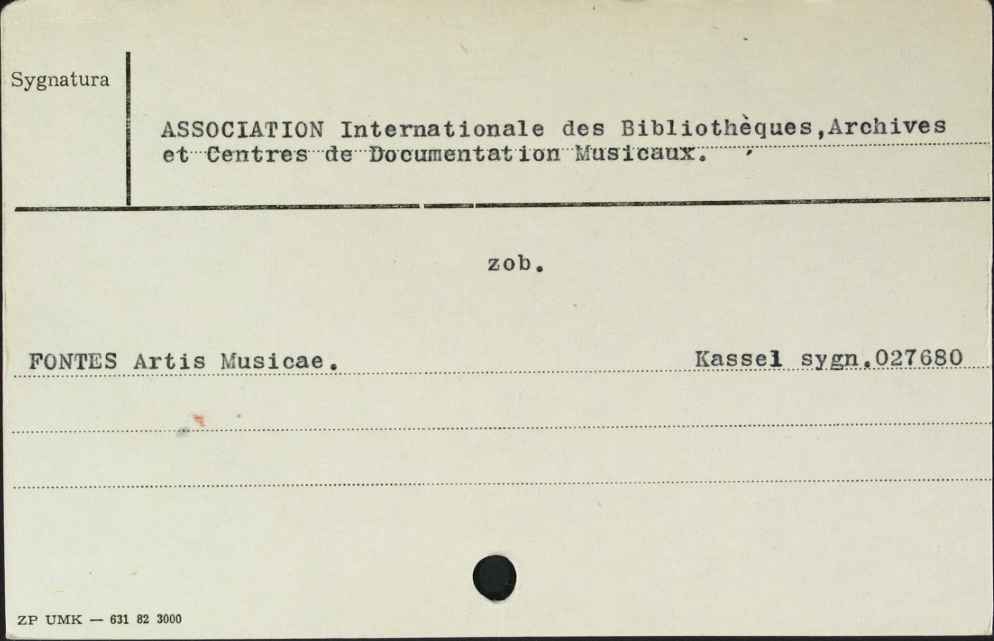 Sygnatura
ASSOCIATION Internationale des Bibliothèques,Archives
et Centres de Documentation Musicaux.
zob.
FONTES Artis Musicae. Kassel sygn.027680
ZP UMK — 631 82 3000